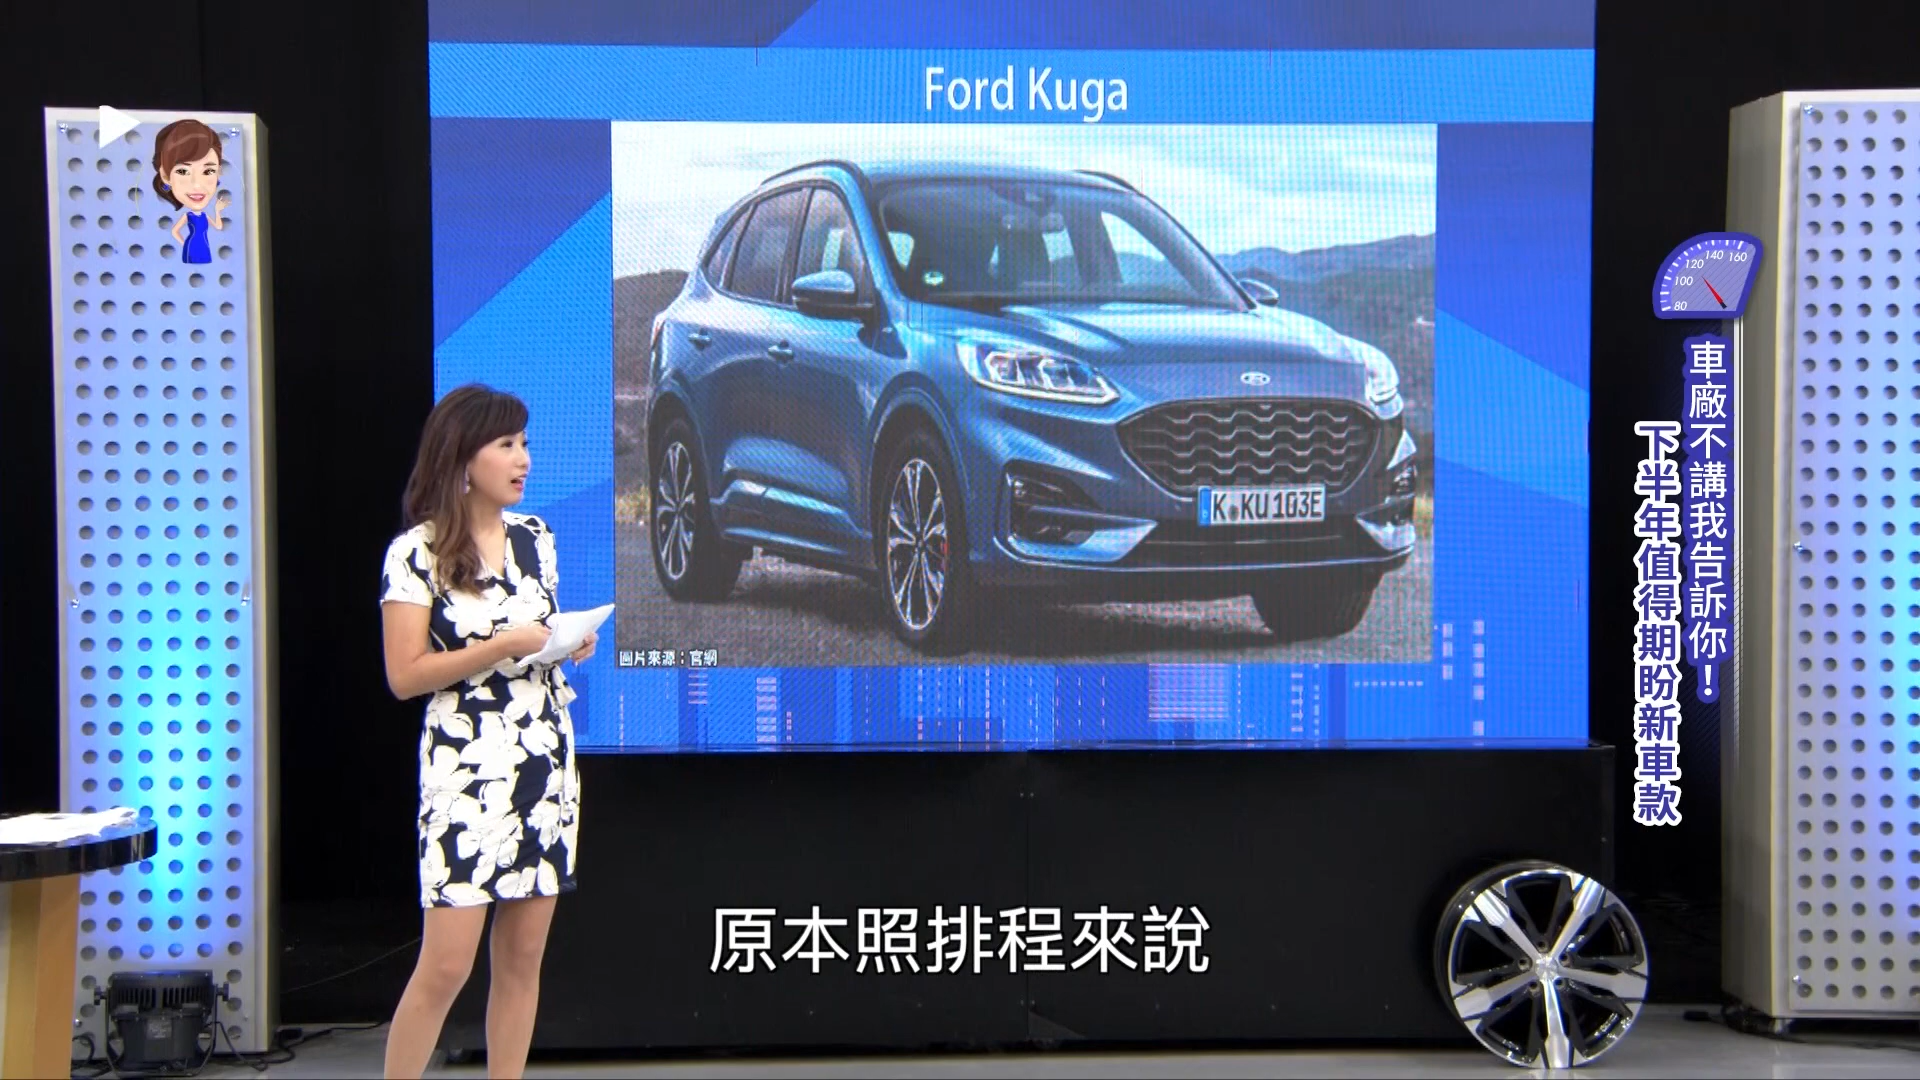 Ford Kuga
K KU 103E
圖片來源：官網
80
100
120
140
160
車廠不講我告訴你！
下半年值得期盼新車款
原本照排程來說